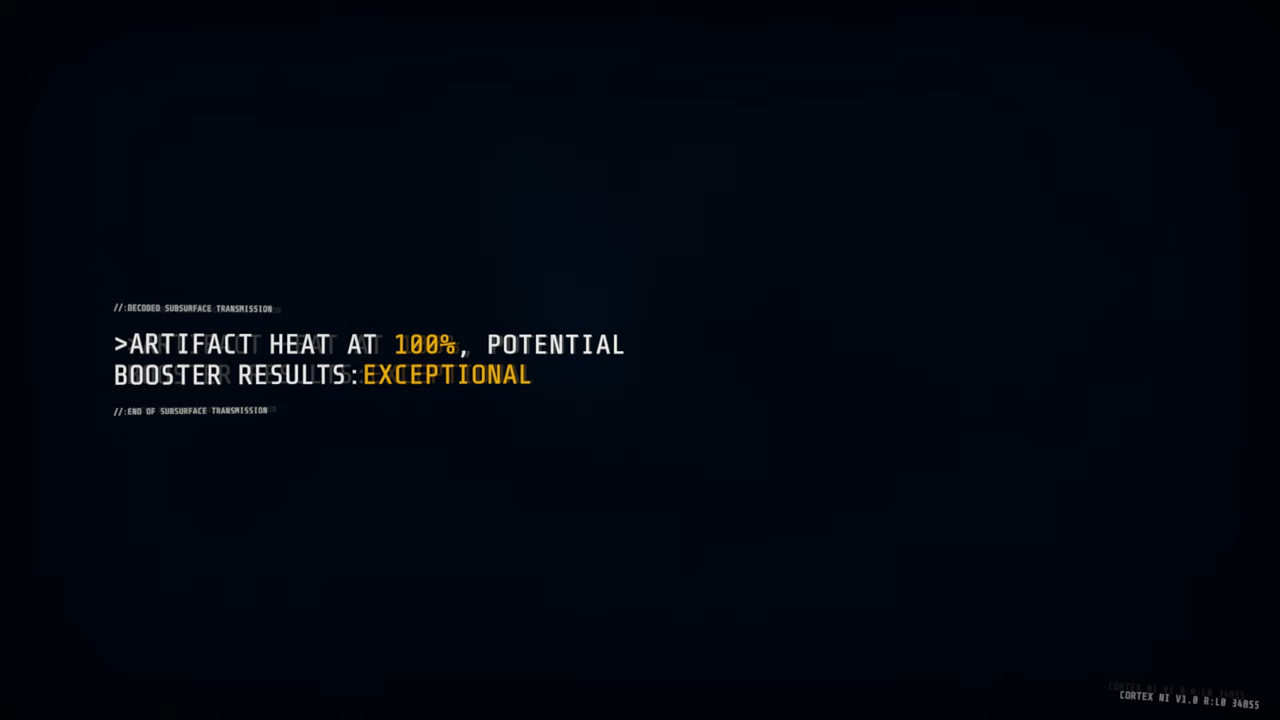 //:DECODED SUBSURFACE TRANSMISSION
>ARTIFACT HEAT AT 100%, POTENTIAL
BOOSTER RESULTS:EXCEPTIONAL
//:END OF SUBSURFACE TRANSMISSION
CORTEX NI V1.0 R:L0 34855